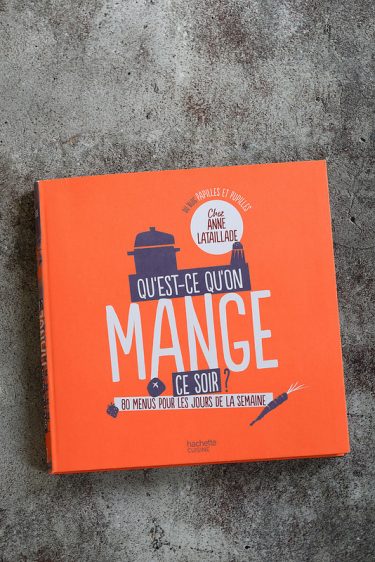 DU BLOG PAPILLES ET PUPILLES
Chez
ANNE
LATAILLADE
QU'EST-CE QU'ON
MANGE
CE SOIR ?
80 MENUS POUR LES JOURS DE LA SEMAINE
hachette
CUISINE